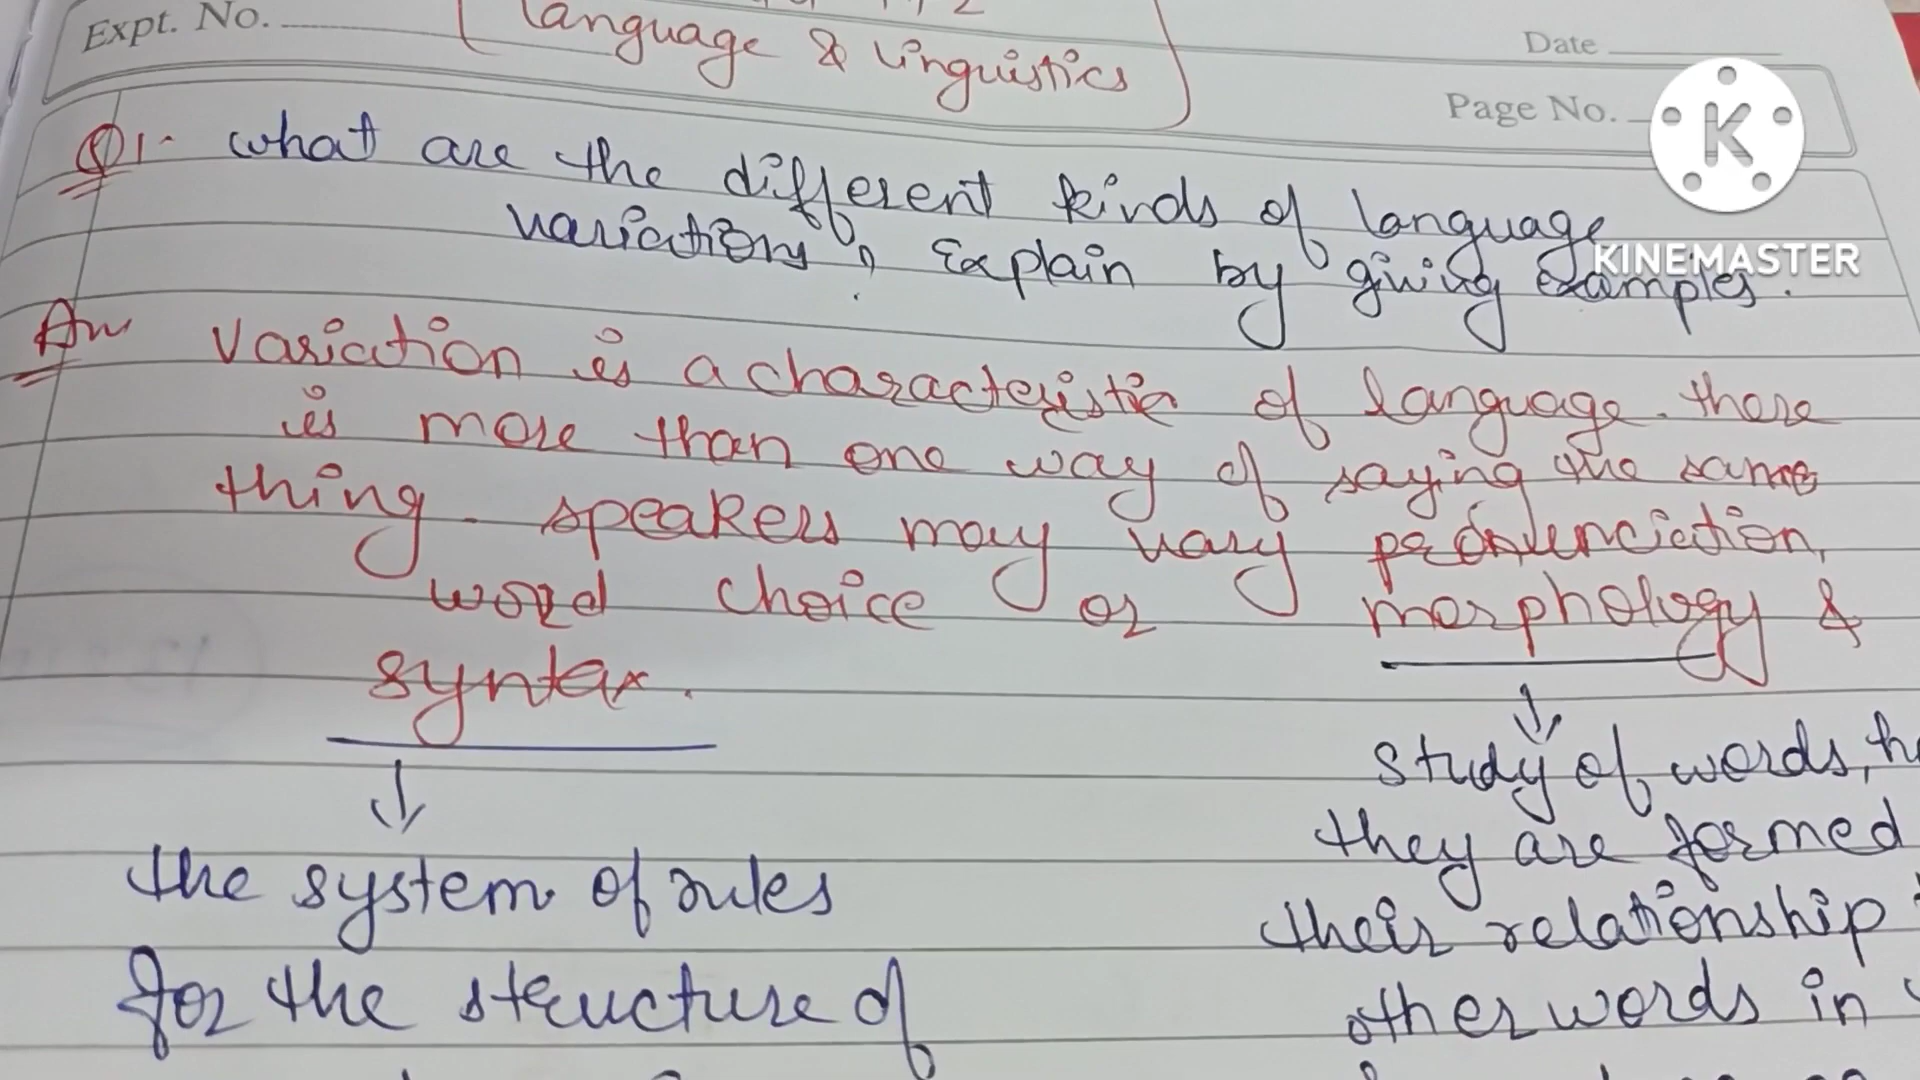 Expt. No.
Language & linguistics
Date
Page No.
K
KINEMASTER
Q1. what are the different kinds of language
variations? Explain by giving examples.
Ans Variation is a characteristic of language. there
is more than one way of saying the same
thing. speakers may vary pronunciation,
word choice or morphology &
syntax.
study of words,
they are formed
their relationship
other words in
the system of rules
for the structure of